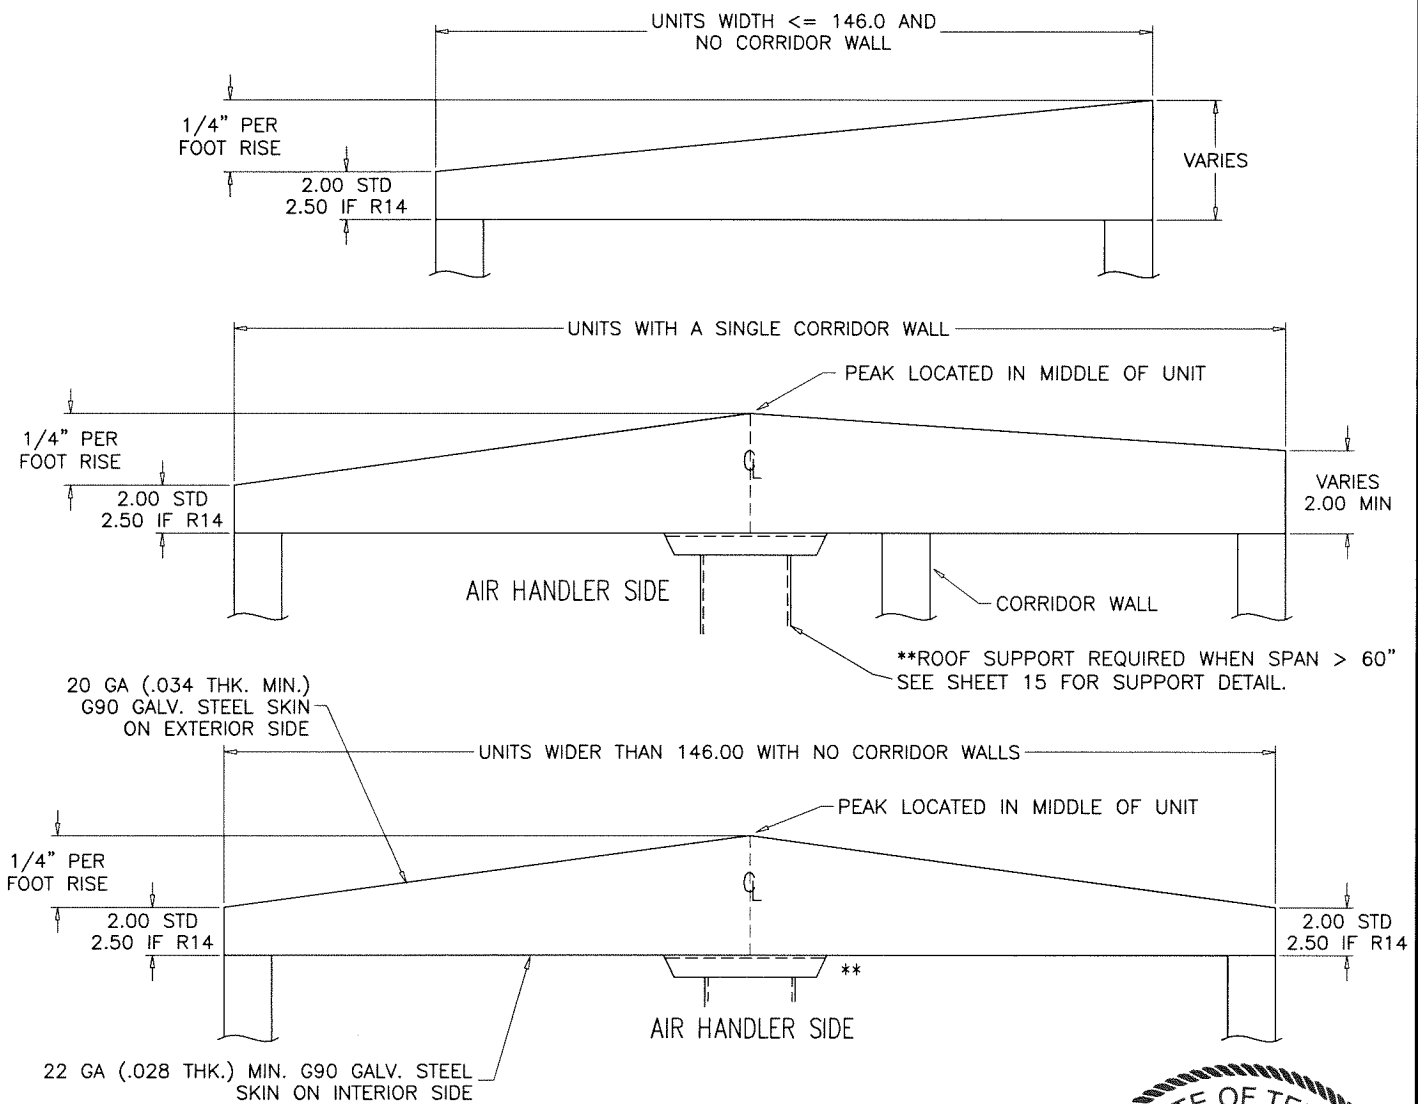 UNITS WIDTH <= 146.0 AND
NO CORRIDOR WALL
1/4" PER
FOOT RISE
2.00 STD
2.50 IF R14
VARIES
UNITS WITH A SINGLE CORRIDOR WALL
PEAK LOCATED IN MIDDLE OF UNIT
1/4" PER
FOOT RISE
2.00 STD
2.50 IF R14
℄
VARIES
2.00 MIN
AIR HANDLER SIDE
CORRIDOR WALL
**ROOF SUPPORT REQUIRED WHEN SPAN > 60"
SEE SHEET 15 FOR SUPPORT DETAIL.
20 GA (.034 THK. MIN.)
G90 GALV. STEEL SKIN
ON EXTERIOR SIDE
UNITS WIDER THAN 146.00 WITH NO CORRIDOR WALLS
PEAK LOCATED IN MIDDLE OF UNIT
1/4" PER
FOOT RISE
2.00 STD
2.50 IF R14
℄
2.00 STD
2.50 IF R14
**
AIR HANDLER SIDE
22 GA (.028 THK.) MIN. G90 GALV. STEEL
SKIN ON INTERIOR SIDE
OF